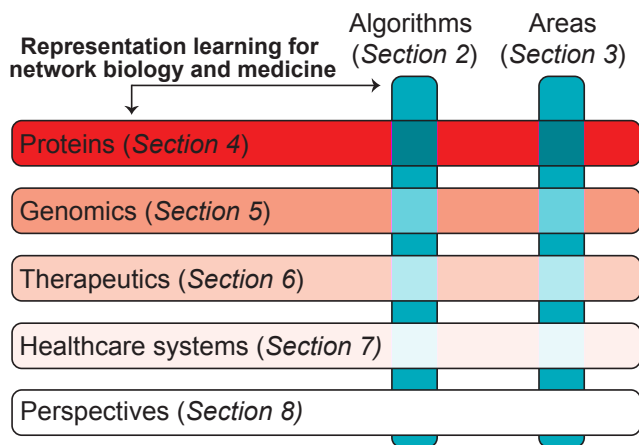 Representation learning for
network biology and medicine
Algorithms
(Section 2)
Areas
(Section 3)
Proteins (Section 4)
Genomics (Section 5)
Therapeutics (Section 6)
Healthcare systems (Section 7)
Perspectives (Section 8)